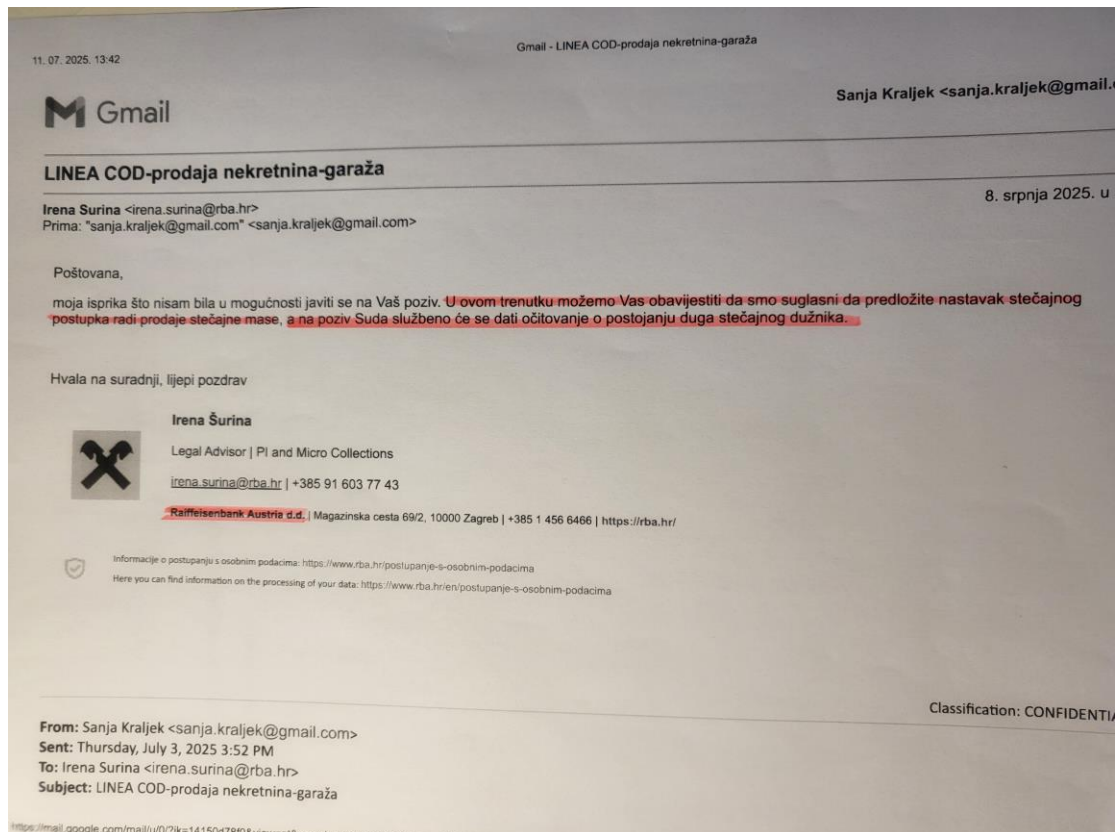 11. 07. 2025. 13:42
Gmail - LINEA COD-prodaja nekretnina-garaža
Gmail
Sanja Kraljek <sanja.kraljek@gmail.
LINEA COD-prodaja nekretnina-garaža
Irena Surina <irena.surina@rba.hr>
8. srpnja 2025. u
Prima: "sanja.kraljek@gmail.com" <sanja.kraljek@gmail.com>
Poštovana,
moja isprika što nisam bila u mogućnosti javiti se na Vaš poziv. U ovom trenutku možemo Vas obavijestiti da smo suglasni da predložite nastavak stečajnog
postupka radi prodaje stečajne mase, a na poziv Suda službeno će se dati očitovanje o postojanju duga stečajnog dužnika.
Hvala na suradnji, lijepi pozdrav
Irena Šurina
Legal Advisor | PI and Micro Collections
irena.surina@rba.hr | +385 91 603 77 43
Raiffeisenbank Austria d.d. | Magazinska cesta 69/2, 10000 Zagreb | +385 1 456 6466 | https://rba.hr/
Informacije o postupanju s osobnim podacima: https://www.rba.hr/postupanje-s-osobnim-podacima
Here you can find information on the processing of your data: https://www.rba.hr/en/postupanje-s-osobnim-podacima
Classification: CONFIDENTIA
From: Sanja Kraljek <sanja.kraljek@gmail.com>
Sent: Thursday, July 3, 2025 3:52 PM
To: Irena Surina <irena.surina@rba.hr>
Subject: LINEA COD-prodaja nekretnina-garaža